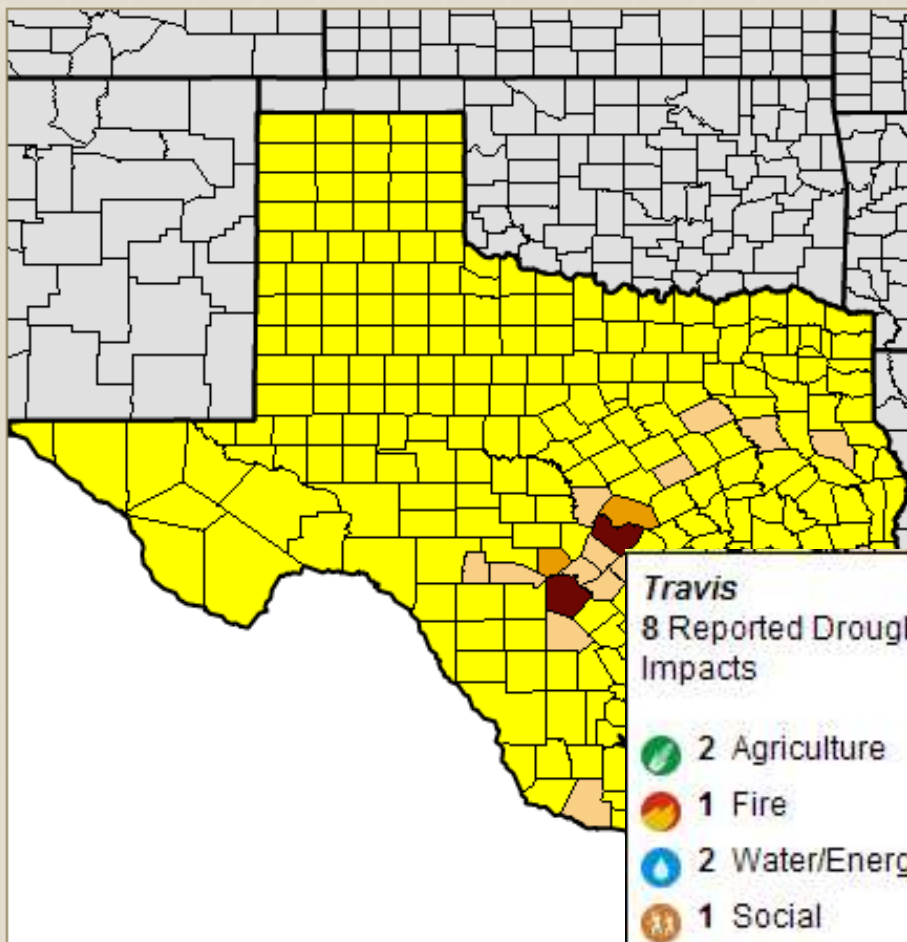 Travis
8 Reported Drough
Impacts
2 Agriculture
1 Fire
2 Water/Energ
1 Social